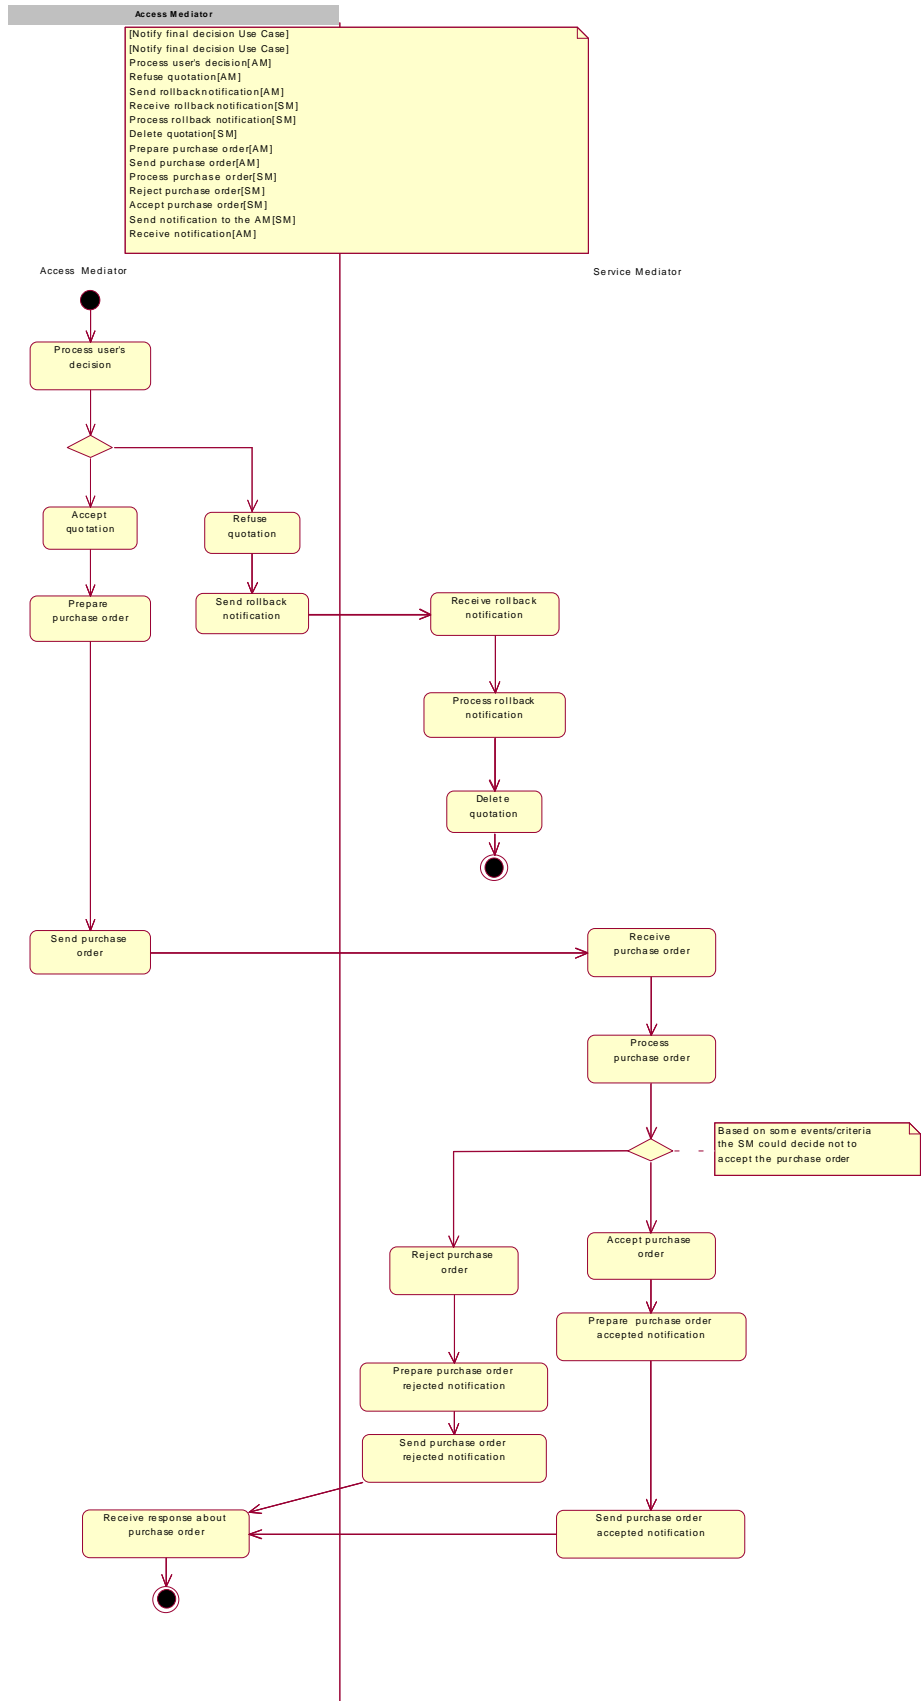 Access Mediator
[Notify final decision Use Case]
[Notify final decision Use Case]
Process user's decision[AM]
Refuse quotation[AM]
Send rollback notification[AM]
Receive rollback notification[SM]
Process rollback notification[SM]
Delete quotation[SM]
Prepare purchase order[AM]
Send purchase order[AM]
Process purchase order[SM]
Reject purchase order[SM]
Accept purchase order[SM]
Send notification to the AM[SM]
Receive notification[AM]
Access Mediator
Service Mediator
Process user's
decision
Accept
quotation
Refuse
quotation
Prepare
purchase order
Send rollback
notification
Receive rollback
notification
Process rollback
notification
Delete
quotation
Send purchase
order
Receive
purchase order
Process
purchase order
Based on some events/criteria
the SM could decide not to
accept the purchase order
Reject purchase
order
Accept purchase
order
Prepare purchase order
accepted notification
Prepare purchase order
rejected notification
Send purchase order
rejected notification
Receive response about
purchase order
Send purchase order
accepted notification